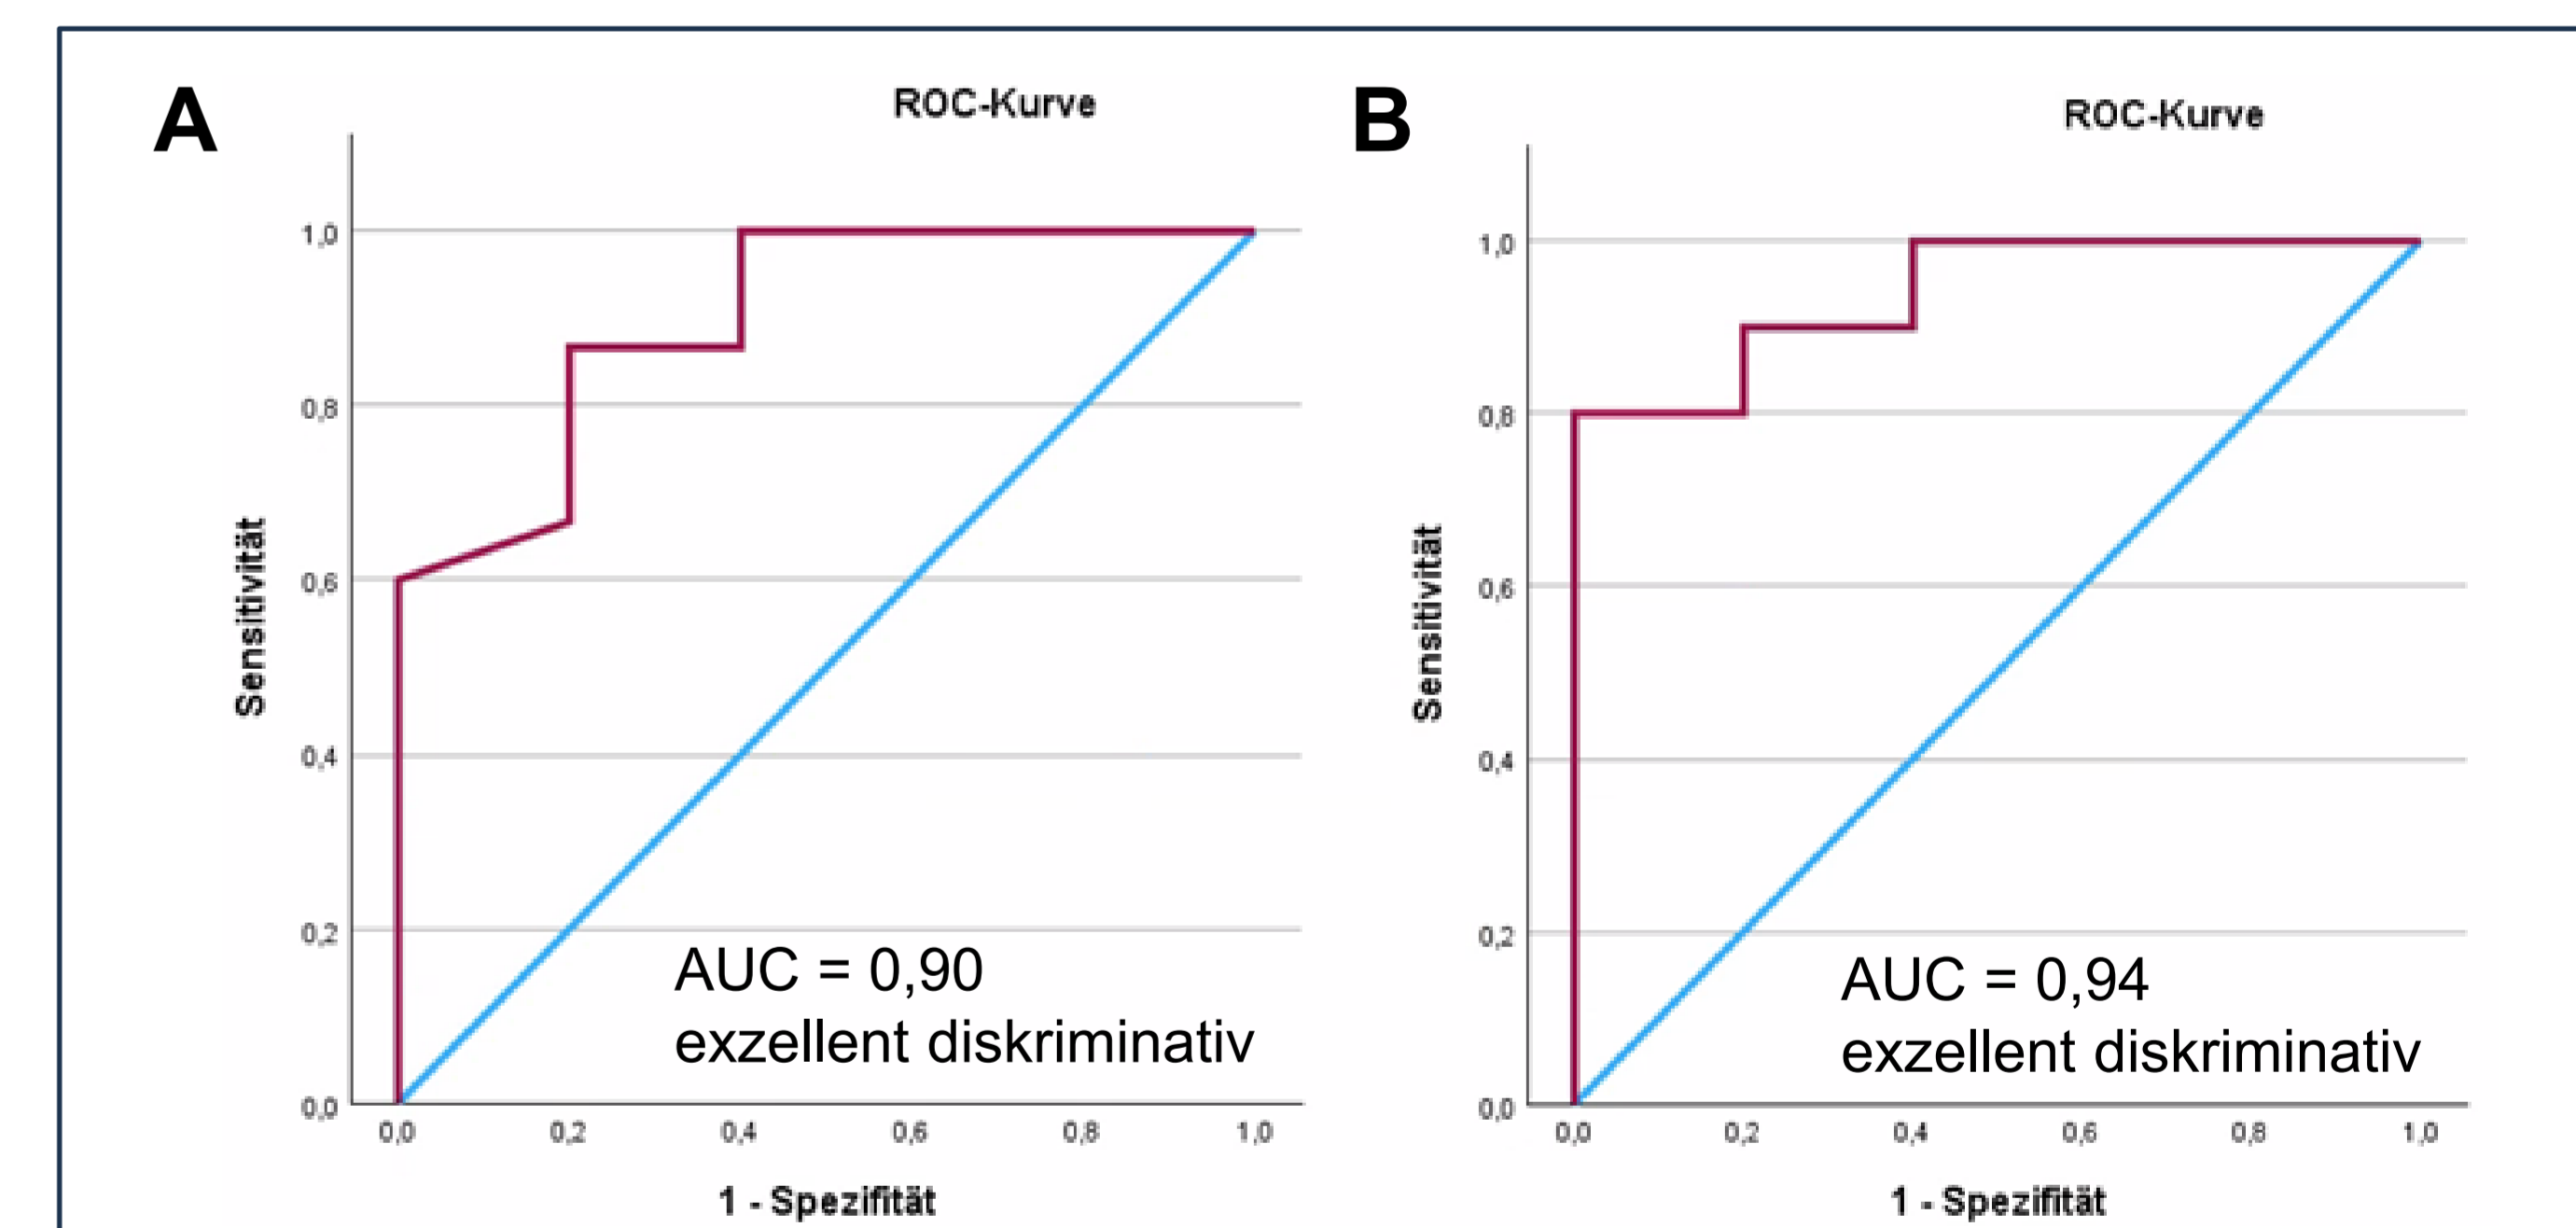 A
ROC-Kurve
1,0
0,8
0,6
0,4
0,2
0,0
Sensitivität
AUC = 0,90
exzellent diskriminativ
0,0 0,2 0,4 0,6 0,8 1,0
1 - Spezifität
B
ROC-Kurve
1,0
0,8
0,6
0,4
0,2
0,0
Sensitivität
AUC = 0,94
exzellent diskriminativ
0,0 0,2 0,4 0,6 0,8 1,0
1 - Spezifität